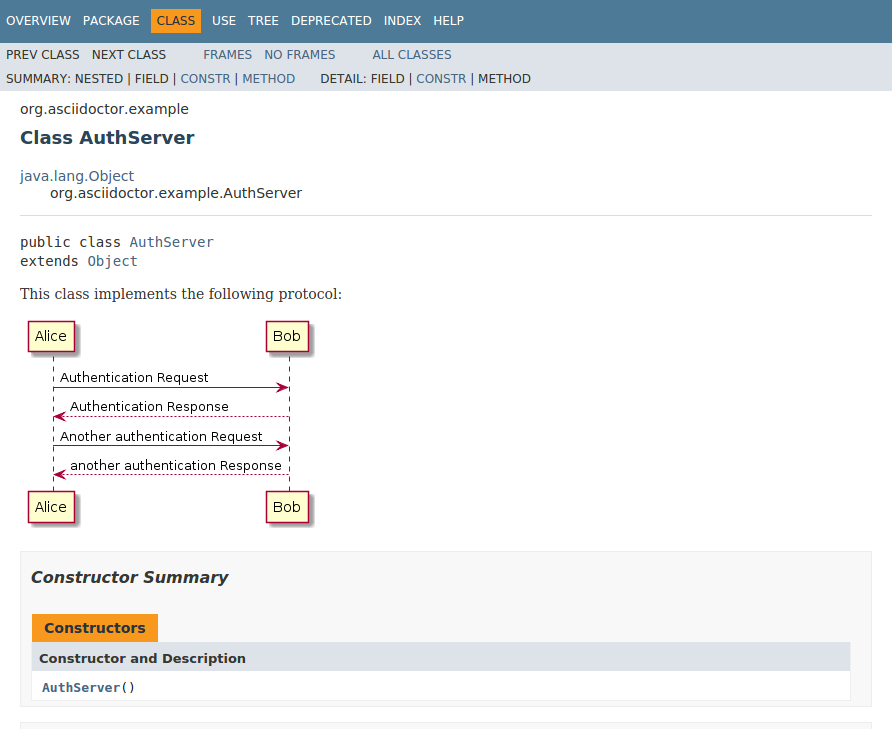 OVERVIEW PACKAGE CLASS USE TREE DEPRECATED INDEX HELP
PREV CLASS NEXT CLASS FRAMES NO FRAMES ALL CLASSES
SUMMARY: NESTED | FIELD | CONSTR | METHOD DETAIL: FIELD | CONSTR | METHOD
org.asciidoctor.example
Class AuthServer
java.lang.Object
org.asciidoctor.example.AuthServer
public class AuthServer
extends Object
This class implements the following protocol:
Alice Bob
Authentication Request
Authentication Response
Another authentication Request
another authentication Response
Alice Bob
Constructor Summary
Constructors
Constructor and Description
AuthServer()